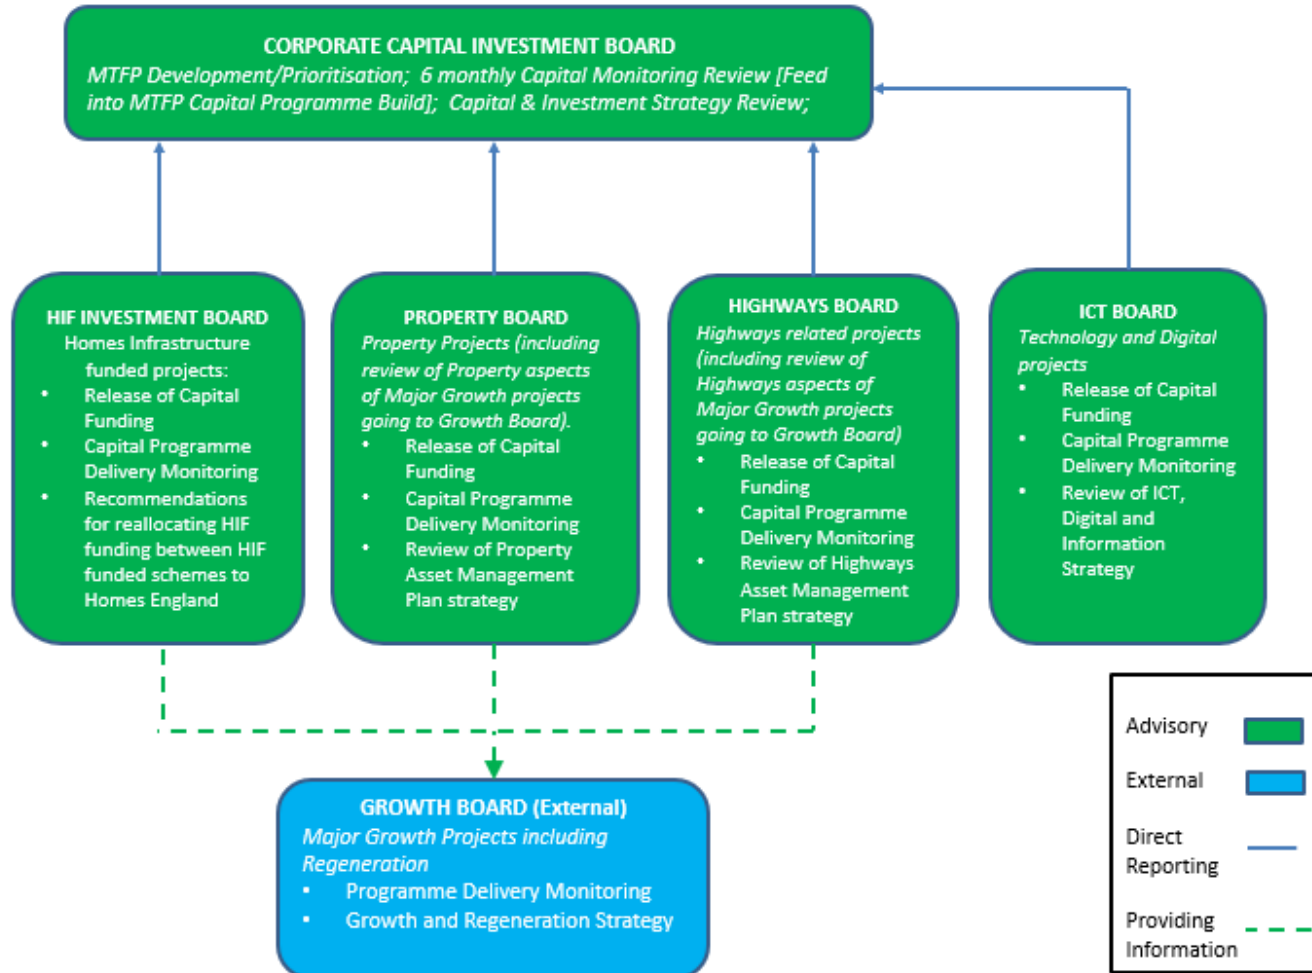 CORPORATE CAPITAL INVESTMENT BOARD
MTFP Development/Prioritisation; 6 monthly Capital Monitoring Review [Feed
into MTFP Capital Programme Build]; Capital & Investment Strategy Review;
HIF INVESTMENT BOARD
Homes Infrastructure
funded projects:
• Release of Capital
Funding
• Capital Programme
Delivery Monitoring
• Recommendations
for reallocating HIF
funding between HIF
funded schemes to
Homes England
PROPERTY BOARD
Property Projects (including
review of Property aspects
of Major Growth projects
going to Growth Board).
• Release of Capital
Funding
• Capital Programme
Delivery Monitoring
• Review of Property
Asset Management
Plan strategy
HIGHWAYS BOARD
Highways related projects
(including review of
Highways aspects of
Major Growth projects
going to Growth Board)
• Release of Capital
Funding
• Capital Programme
Delivery Monitoring
• Review of Highways
Asset Management
Plan strategy
ICT BOARD
Technology and Digital
projects
• Release of Capital
Funding
• Capital Programme
Delivery Monitoring
• Review of ICT,
Digital and
Information
Strategy
GROWTH BOARD (External)
Major Growth Projects including
Regeneration
• Programme Delivery Monitoring
• Growth and Regeneration Strategy
Advisory
External
Direct
Reporting
Providing
Information